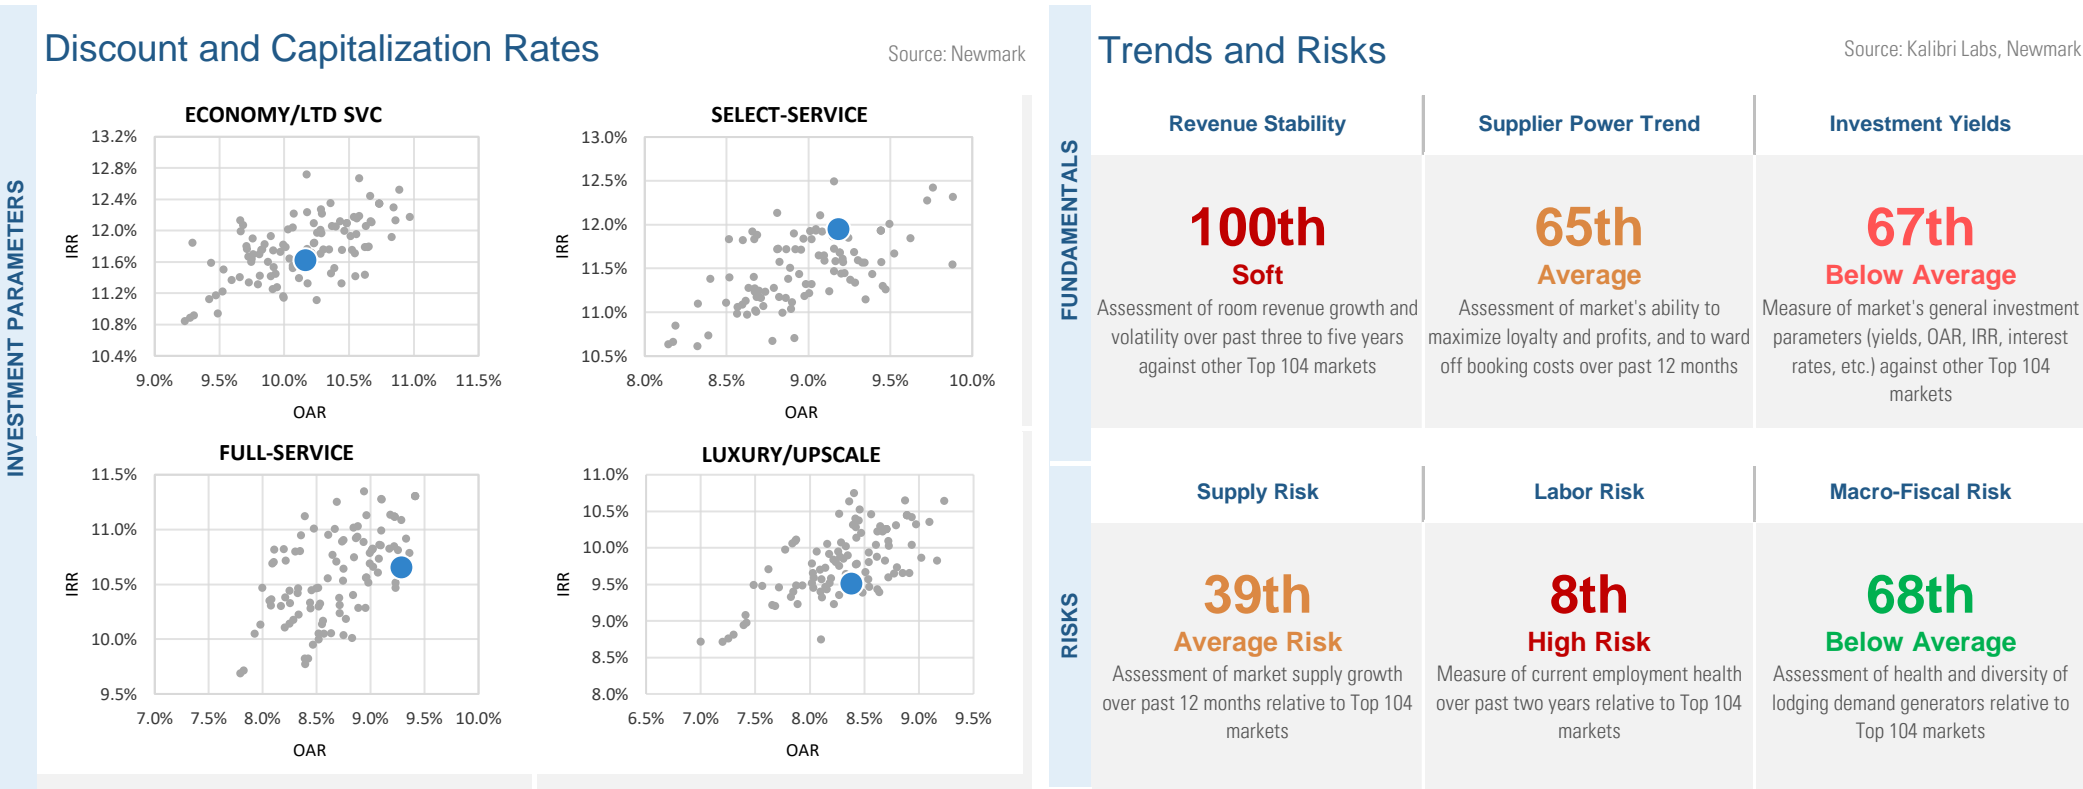 INVESTMENT PARAMETERS
Discount and Capitalization Rates
Source: Newmark
ECONOMY/LTD SVC
13.2%
12.8%
12.4%
12.0%
11.6%
11.2%
10.8%
10.4%
IRR
9.0% 9.5% 10.0% 10.5% 11.0% 11.5%
OAR
SELECT-SERVICE
13.0%
12.5%
12.0%
11.5%
11.0%
10.5%
IRR
8.0% 8.5% 9.0% 9.5% 10.0%
OAR
FULL-SERVICE
11.5%
11.0%
10.5%
10.0%
9.5%
IRR
7.0% 7.5% 8.0% 8.5% 9.0% 9.5% 10.0%
OAR
LUXURY/UPSCALE
11.0%
10.5%
10.0%
9.5%
9.0%
8.5%
8.0%
IRR
6.5% 7.0% 7.5% 8.0% 8.5% 9.0% 9.5%
OAR
Trends and Risks
Source: Kalibri Labs, Newmark
FUNDAMENTALS
Revenue Stability
100th
Soft
Assessment of room revenue growth and
volatility over past three to five years
against other Top 104 markets
Supplier Power Trend
65th
Average
Assessment of market's ability to
maximize loyalty and profits, and to ward
off booking costs over past 12 months
Investment Yields
67th
Below Average
Measure of market's general investment
parameters (yields, OAR, IRR, interest
rates, etc.) against other Top 104
markets
RISKS
Supply Risk
39th
Average Risk
Assessment of market supply growth
over past 12 months relative to Top 104
markets
Labor Risk
8th
High Risk
Measure of current employment health
over past two years relative to Top 104
markets
Macro-Fiscal Risk
68th
Below Average
Assessment of health and diversity of
lodging demand generators relative to
Top 104 markets